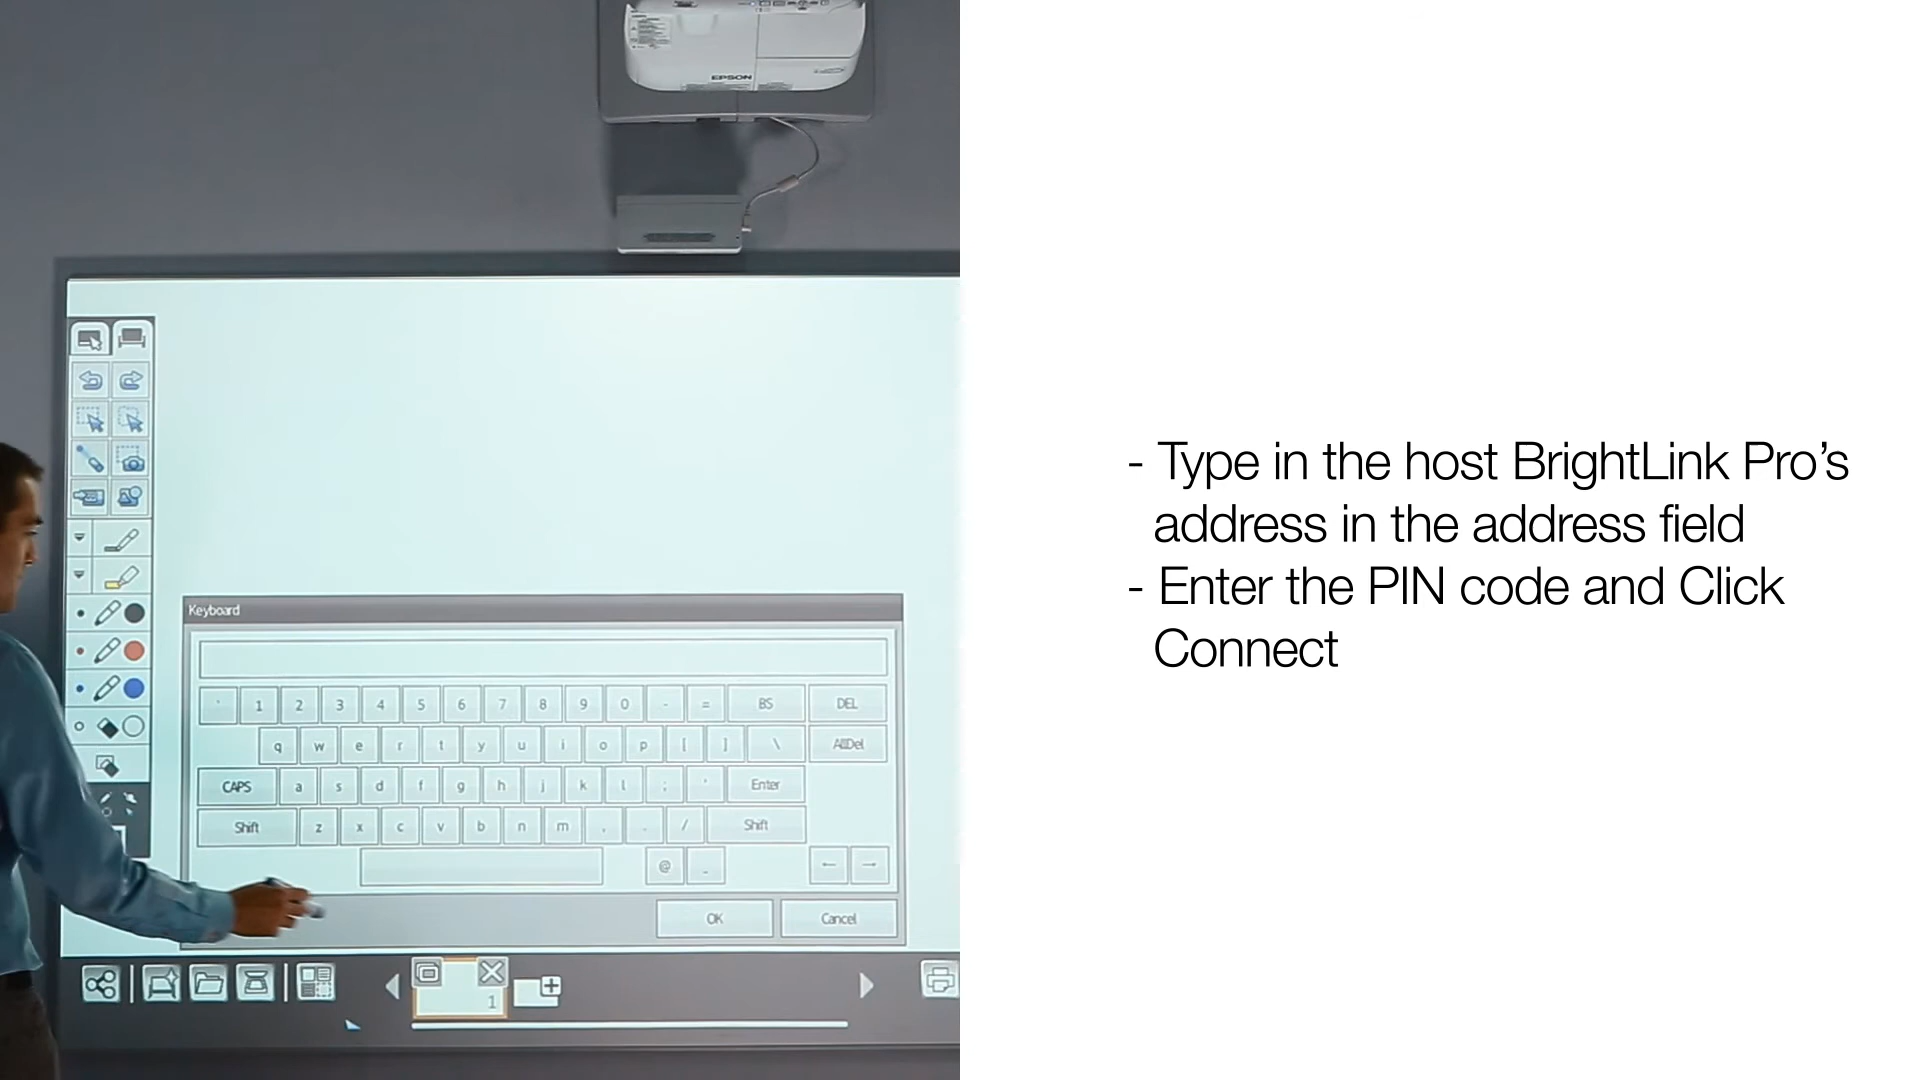 EPSON
- Type in the host BrightLink Pro's
address in the address field
- Enter the PIN code and Click
Connect
Keyboard
` 1 2 3 4 5 6 7 8 9 0 - = BS DEL
q w e r t y u i o p [ ] \ AllDel
CAPS a s d f g h j k l ; ' Enter
Shift z x c v b n m , . / Shift
@ _ ← →
OK Cancel
1